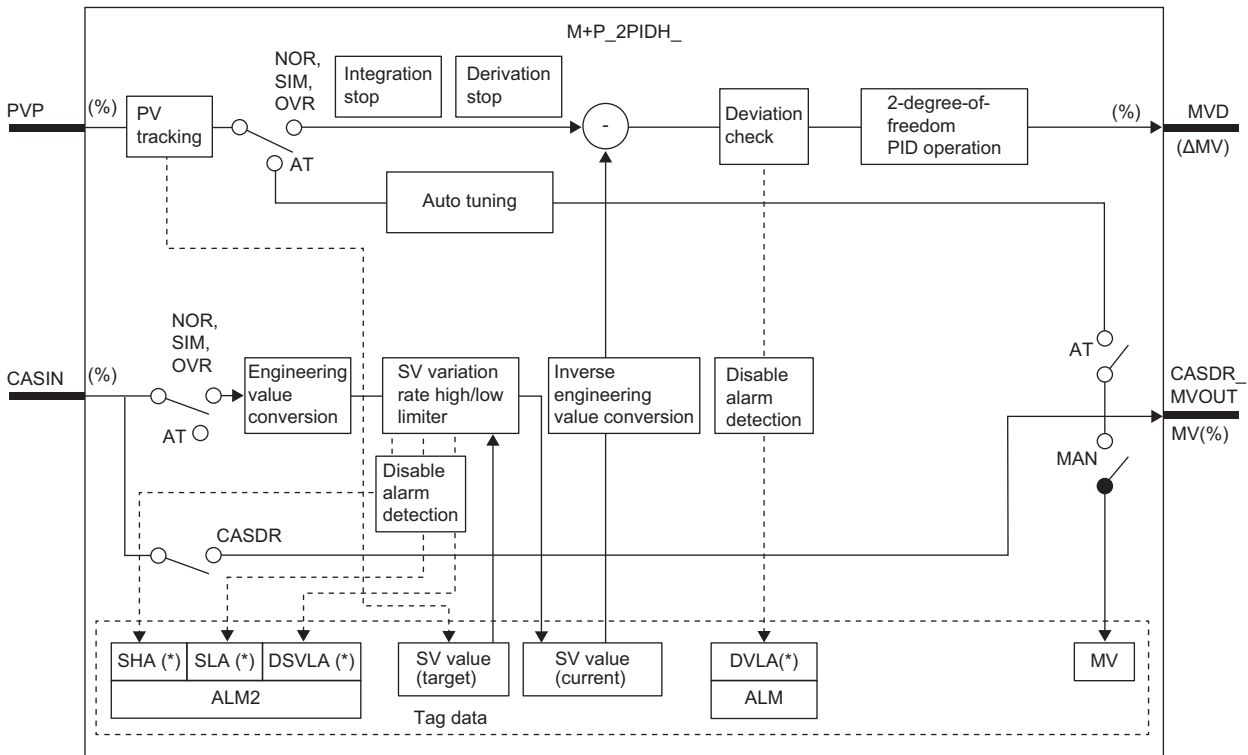 M+P_2PIDH_
NOR,
SIM,
OVR
Integration
stop
Derivation
stop
PVP
(%)
PV
tracking
AT
-
Deviation
check
2-degree-of-
freedom
PID operation
(%)
MVD
(ΔMV)
Auto tuning
NOR,
SIM,
OVR
CASIN
(%)
AT
Engineering
value
conversion
SV variation
rate high/low
limiter
Inverse
engineering
value conversion
Disable
alarm
detection
AT
CASDR_
MVOUT
MV(%)
Disable
alarm
detection
MAN
CASDR
SHA (*)
SLA (*)
DSVLA (*)
ALM2
SV value
(target)
SV value
(current)
DVLA(*)
ALM
MV
Tag data